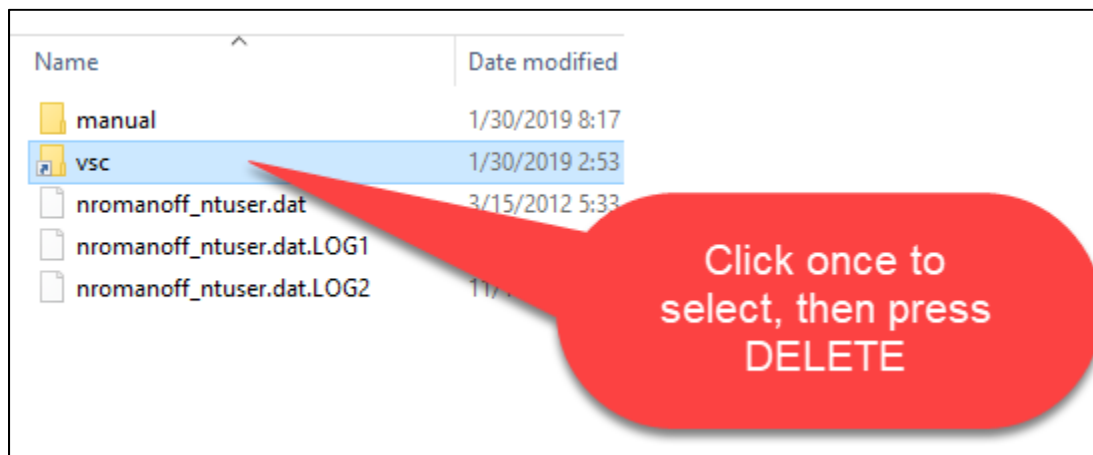 Name Date modified
manual 1/30/2019 8:17
vsc 1/30/2019 2:53
nromanoff_ntuser.dat 3/15/2012 5:33
nromanoff_ntuser.dat.LOG1
nromanoff_ntuser.dat.LOG2
Click once to
select, then press
DELETE